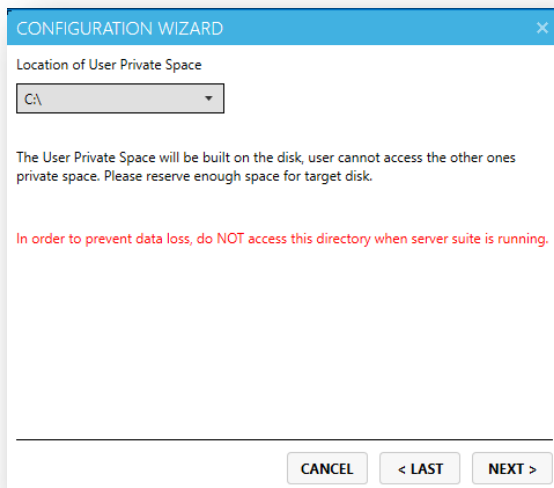 CONFIGURATION WIZARD
Location of User Private Space
C:\
The User Private Space will be built on the disk, user cannot access the other ones
private space. Please reserve enough space for target disk.
In order to prevent data loss, do NOT access this directory when server suite is running.
CANCEL
< LAST
NEXT >